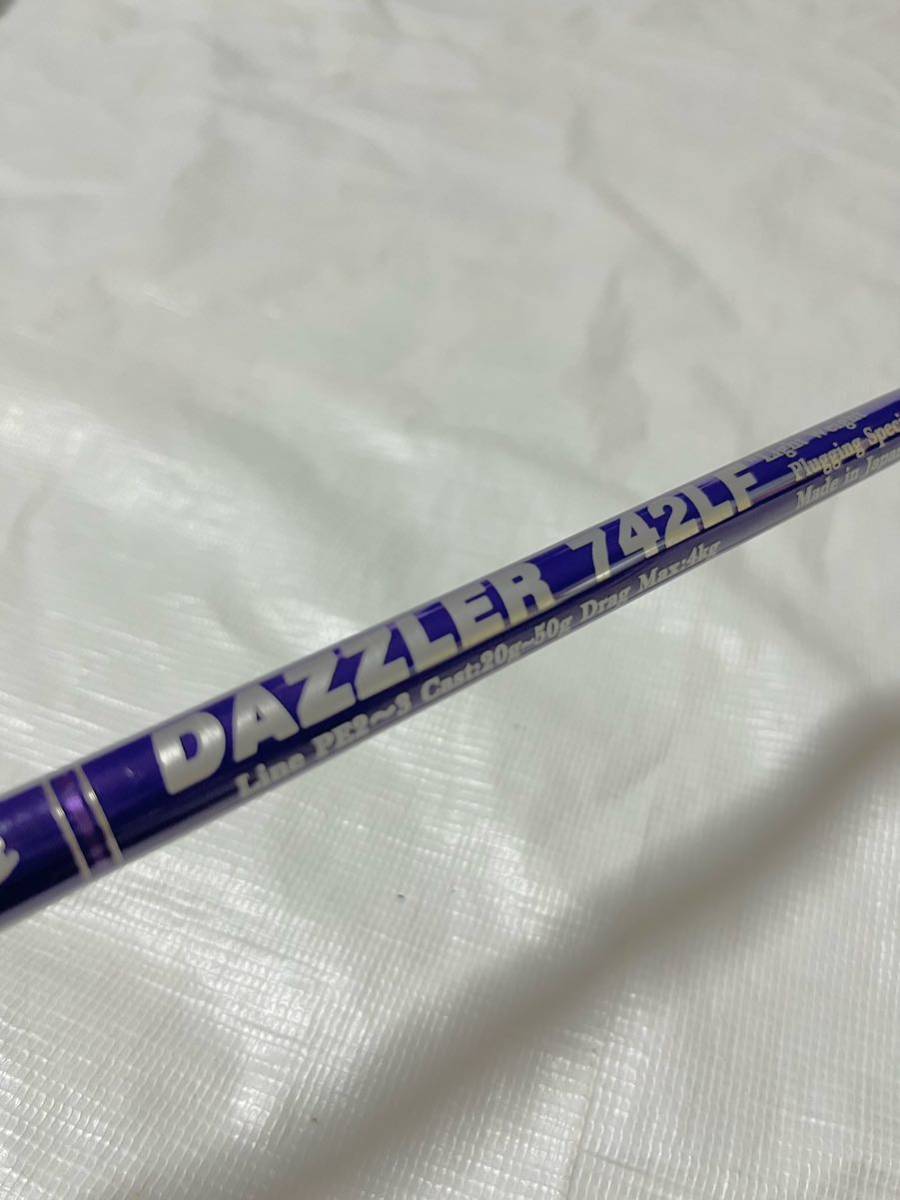 DAZZLER 742LF
Line PE2~3 Cast:20g~50g Drag Max:4kg
Light Weight
Plugging Speci
Made in Japan